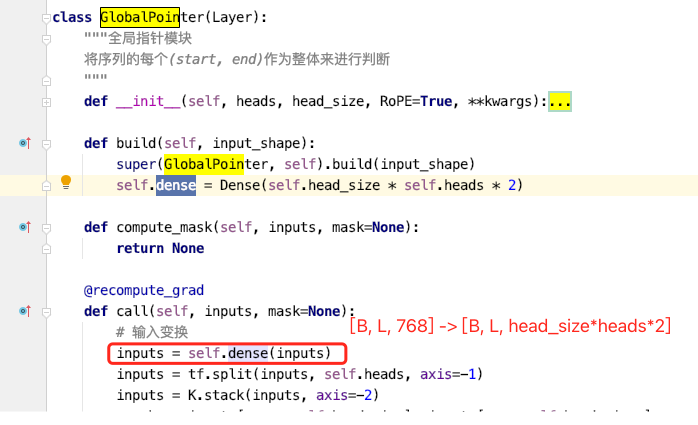 class GlobalPointer(Layer):
"""全局指针模块
将序列的每个(start, end)作为整体来进行判断
"""
def __init__(self, heads, head_size, RoPE=True, **kwargs):...
def build(self, input_shape):
super(GlobalPointer, self).build(input_shape)
self.dense = Dense(self.head_size * self.heads * 2)
def compute_mask(self, inputs, mask=None):
return None
@recompute_grad
def call(self, inputs, mask=None):
[B, L, 768] -> [B, L, head_size*heads*2]
# 输入变换
inputs = self.dense(inputs)
inputs = tf.split(inputs, self.heads, axis=-1)
inputs = K.stack(inputs, axis=-2)